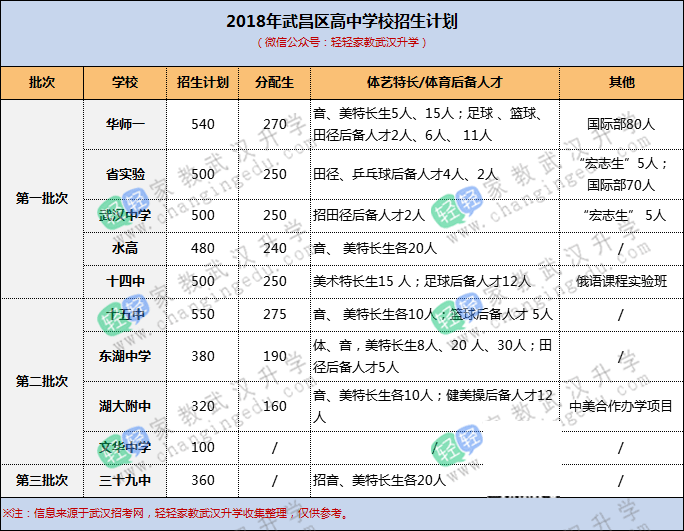 2018年武昌区高中学校招生计划
（微信公众号：轻轻家教武汉升学）
批次 学校 招生计划 分配生 体艺特长/体育后备人才 其他
第一批次
华师一 540 270 音、美特长生5人、15人；足球 、篮球、田径后备人才2人、6人、 11人 国际部80人
省实验 500 250 田径、乒乓球后备人才4人、2人 “宏志生”5人；国际部70人
武汉中学 500 250 招田径后备人才2人 “宏志生” 5人
水高 480 240 音、 美特长生各20人 /
十四中 500 250 美术特长生15 人；足球后备人才12人 俄语课程实验班
第二批次
十五中 550 275 音、 美特长生各10人；篮球后备人才 5人 /
东湖中学 380 190 体、音，美特长生8人、20 人、30人；田径后备人才5人 /
湖大附中 320 160 音、美特长生各10人；健美操后备人才12人 中美合作办学项目
文华中学 100 / / /
第三批次
三十九中 360 / 招音、美特长生各20人 /
※注：信息来源于武汉招考网，轻轻家教武汉升学收集整理，仅供参考。
轻轻家教武汉升学
www.changingedu.com